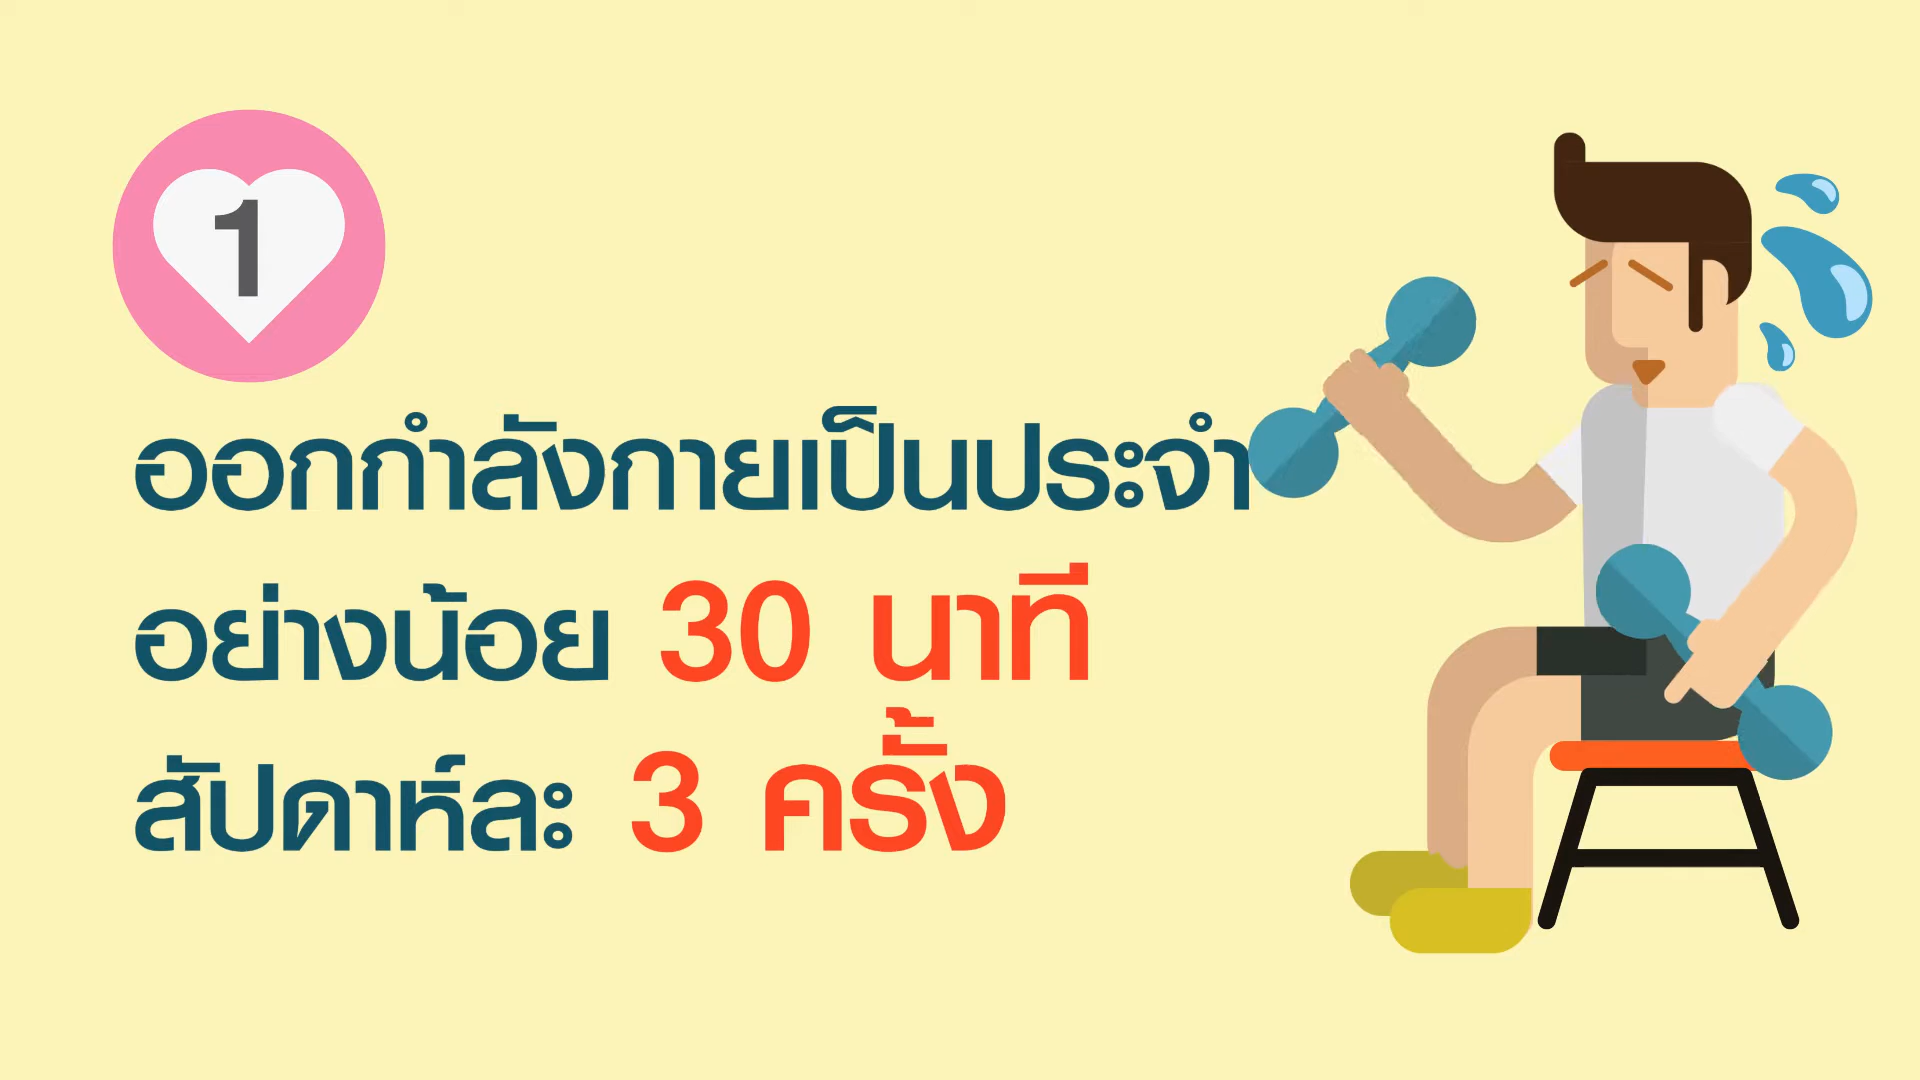 1
ออกกำลังกายเป็นประจำ
อย่างน้อย 30 นาที
สัปดาห์ละ 3 ครั้ง